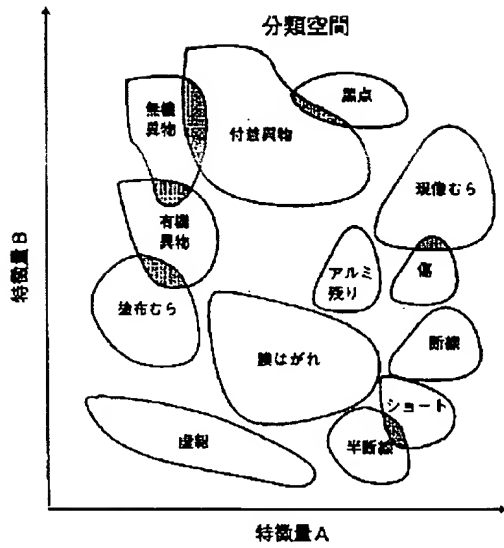 分類空間
無機
異物
付着異物
黒点
現像むら
有機
異物
アルミ
残り
傷
塗布むら
膜はがれ
断線
ショート
虚報
半断線
特徴量B
特徴量A